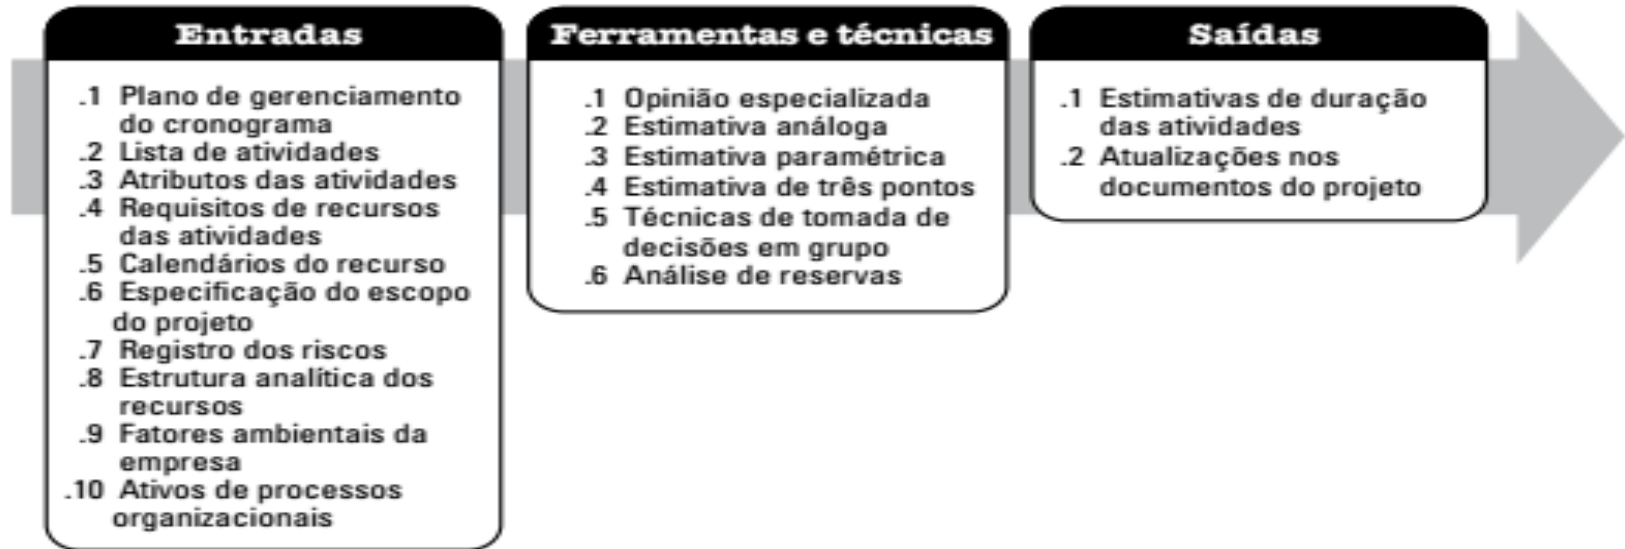 Entradas
.1 Plano de gerenciamento
do cronograma
.2 Lista de atividades
.3 Atributos das atividades
.4 Requisitos de recursos
das atividades
.5 Calendários do recurso
.6 Especificação do escopo
do projeto
.7 Registro dos riscos
.8 Estrutura analítica dos
recursos
.9 Fatores ambientais da
empresa
.10 Ativos de processos
organizacionais
Ferramentas e técnicas
.1 Opinião especializada
.2 Estimativa análoga
.3 Estimativa paramétrica
.4 Estimativa de três pontos
.5 Técnicas de tomada de
decisões em grupo
.6 Análise de reservas
Saídas
.1 Estimativas de duração
das atividades
.2 Atualizações nos
documentos do projeto